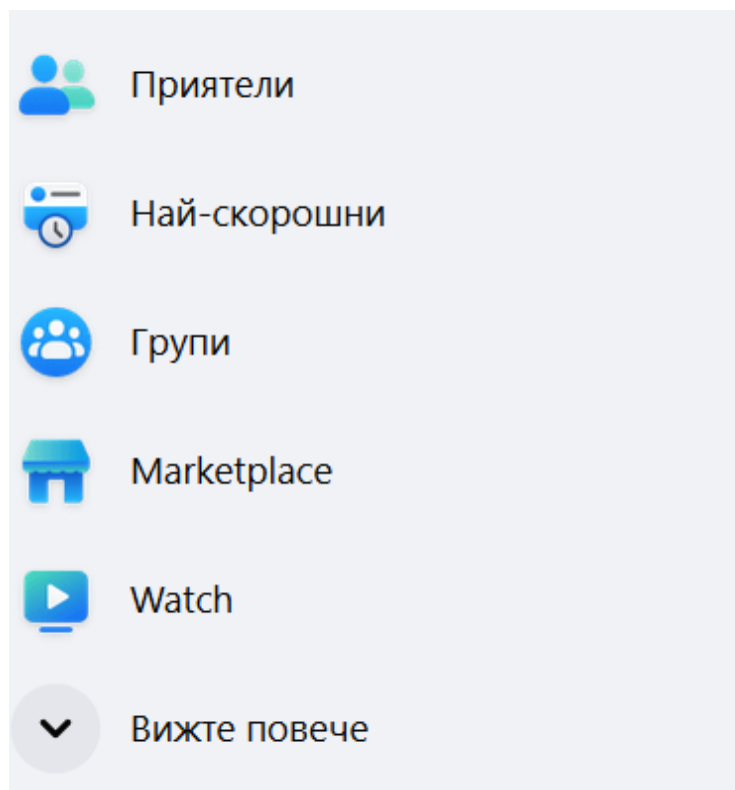 Приятели
Най-скорошни
Групи
Marketplace
Watch
Вижте повече